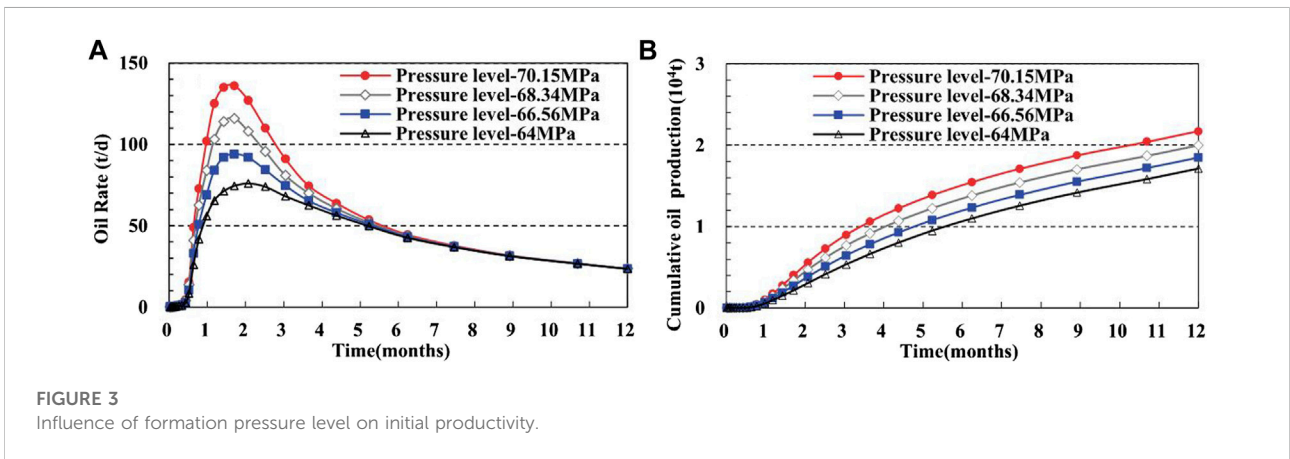 A
150
100
50
0
Oil Rate (t/d)
Pressure level-70.15MPa
Pressure level-68.34MPa
Pressure level-66.56MPa
Pressure level-64MPa
0 1 2 3 4 5 6 7 9 10 11 12
Time(months)
B
3
2
1
0
Cumulative oil production(10⁴t)
Pressure level-70.15MPa
Pressure level-68.34MPa
Pressure level-66.56MPa
Pressure level-64MPa
0 1 2 3 4 5 6 7 9 10 11 12
Time(months)
FIGURE 3
Influence of formation pressure level on initial productivity.